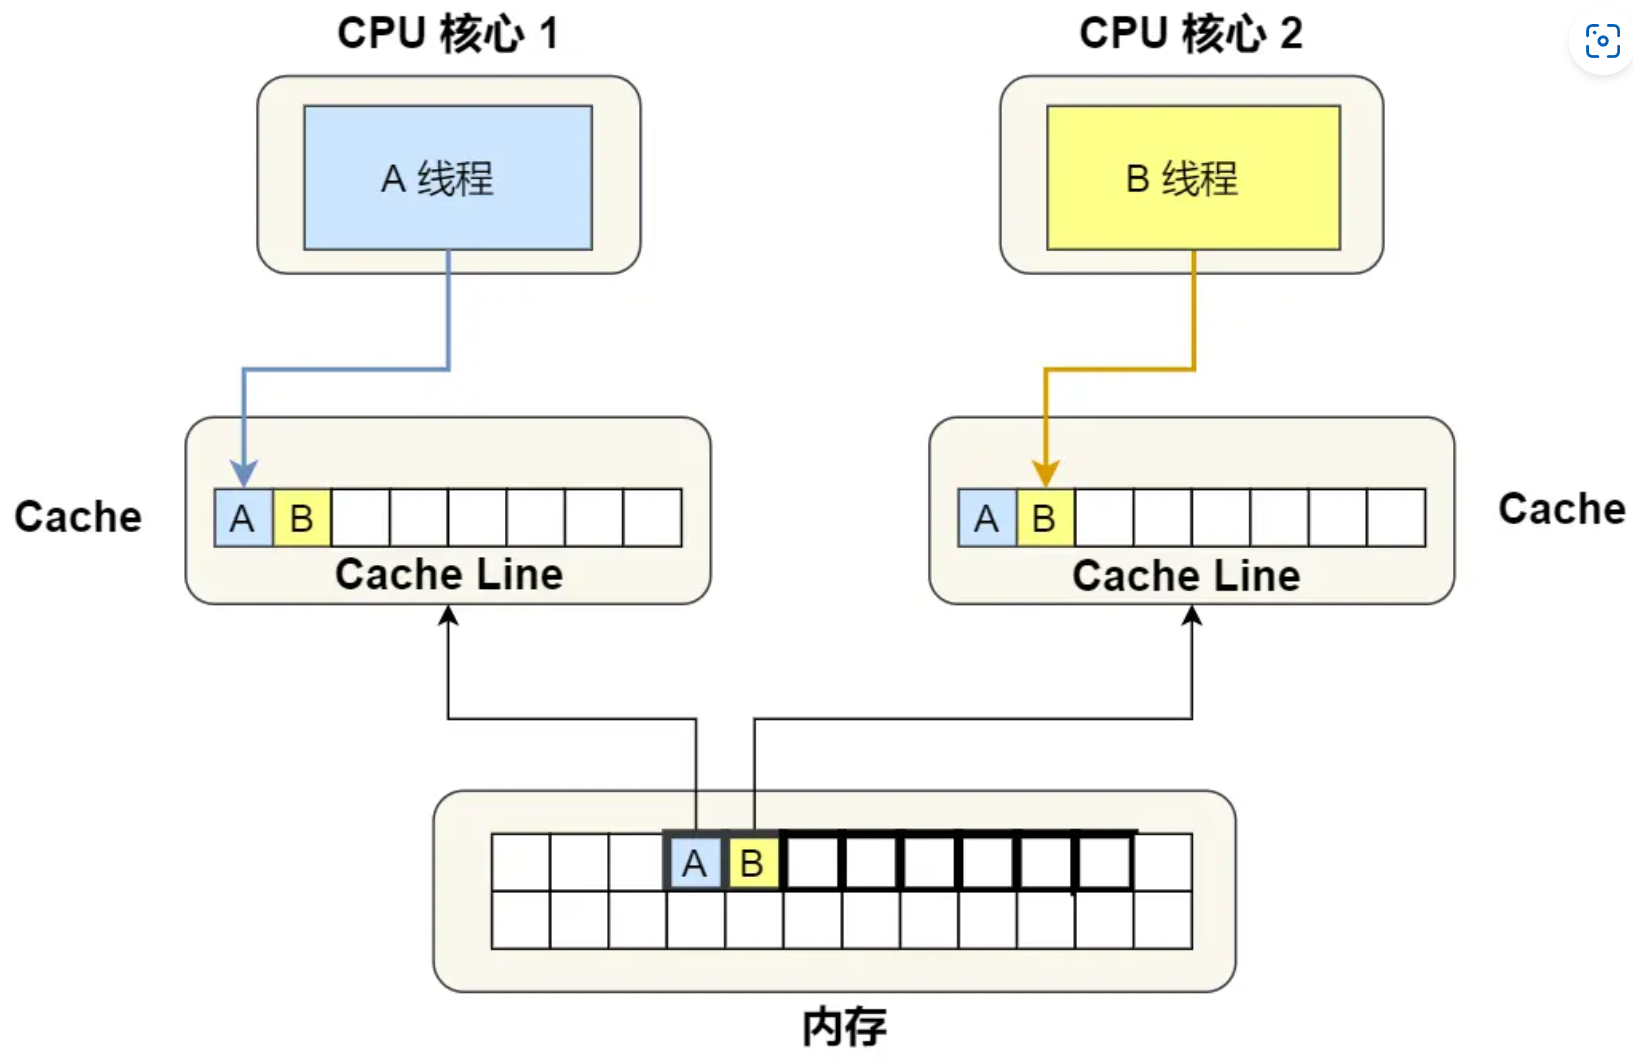 CPU 核心 1
CPU 核心 2
A 线程
B 线程
Cache
A B
Cache Line
A B
Cache Line
Cache
A B
内存